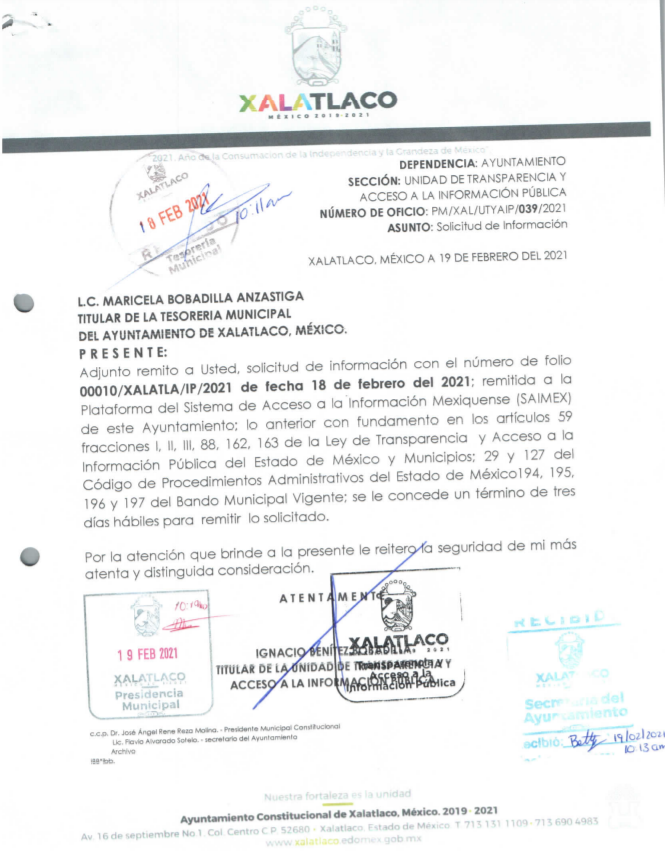 XALATLACO
MÉXICO 2019-2021
"2021. Año de la Consumación de la Independencia y la Grandeza de México"
DEPENDENCIA: AYUNTAMIENTO
SECCIÓN: UNIDAD DE TRANSPARENCIA Y
ACCESO A LA INFORMACIÓN PÚBLICA
NÚMERO DE OFICIO: PM/XAL/UTYAIP/039/2021
ASUNTO: Solicitud de Información
XALATLACO
FEB 2021
10:11am
Tesorería
Municipal
XALATLACO, MÉXICO A 19 DE FEBRERO DEL 2021
L.C. MARICELA BOBADILLA ANZASTIGA
TITULAR DE LA TESORERIA MUNICIPAL
DEL AYUNTAMIENTO DE XALATLACO, MÉXICO.
P R E S E N T E:
Adjunto remito a Usted, solicitud de información con el número de folio
00010/XALATLA/IP/2021 de fecha 18 de febrero del 2021; remitida a la
Plataforma del Sistema de Acceso a la Información Mexiquense (SAIMEX)
de este Ayuntamiento; lo anterior con fundamento en los artículos 59
fracciones I, II, III, 88, 162, 163 de la Ley de Transparencia y Acceso a la
Información Pública del Estado de México y Municipios; 29 y 127 del
Código de Procedimientos Administrativos del Estado de México194, 195,
196 y 197 del Bando Municipal Vigente; se le concede un término de tres
días hábiles para remitir lo solicitado.
Por la atención que brinde a la presente le reitero la seguridad de mi más
atenta y distinguida consideración.
A T E N T A M E N T E
IGNACIO BENÍTEZ BOBADILLA
TITULAR DE LA UNIDAD DE TRANSPARENCIA Y
ACCESO A LA INFORMACIÓN PÚBLICA
19 FEB 2021
XALATLACO
Presidencia
Municipal
XALATLACO
Transparencia y
Acceso a la
Información Pública
RECIBID
XALATLACO
Secretaría del
Ayuntamiento
Recibió: Betty 19/02/2021
10:13 am
c.c.p. Dr. José Ángel Rene Reza Molina. - Presidente Municipal Constitucional
Lic. Flavio Alvarado Sotelo. - secretario del Ayuntamiento
Archivo
Nuestra fortaleza es la unidad
Ayuntamiento Constitucional de Xalatlaco, México. 2019 - 2021
Av. 16 de septiembre No.1. Col. Centro C.P. 52680 - Xalatlaco. Estado de México. T. 713 131 1109 - 713 690 4983
www.xalatlaco.edomex.gob.mx